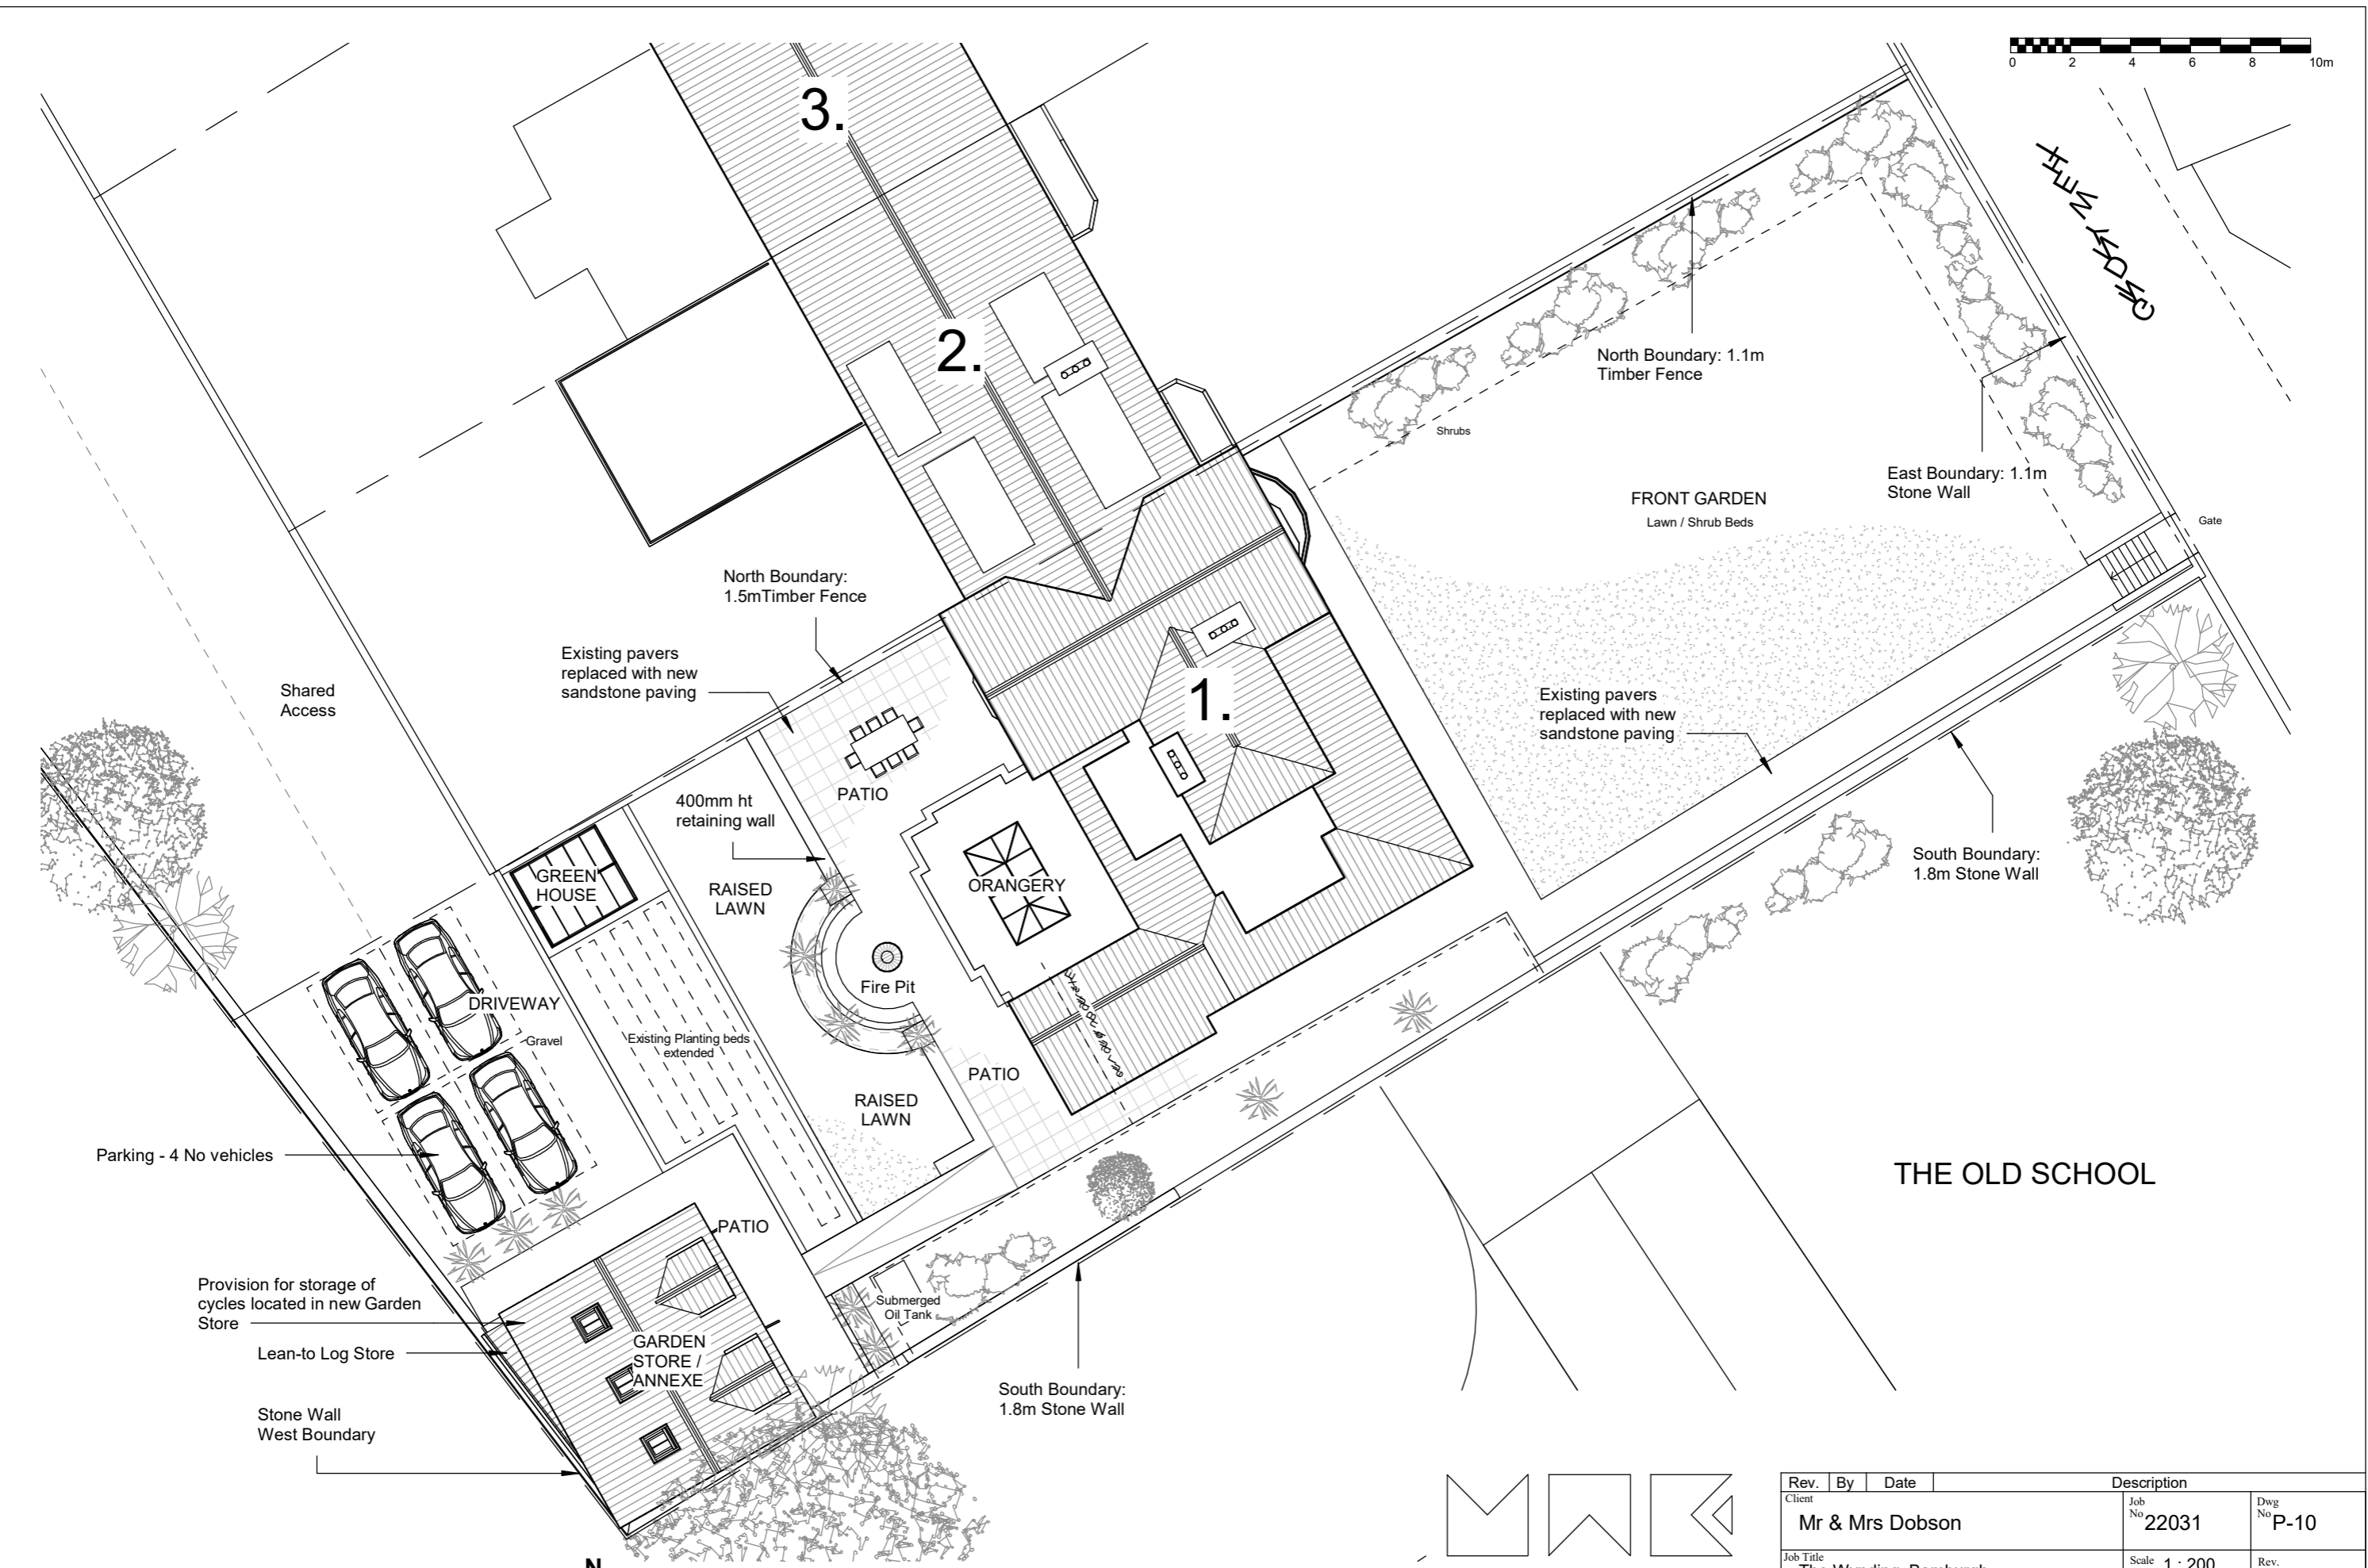 0 2 4 6 8 10m
3.
THE WYNDING
2.
North Boundary: 1.1m
Timber Fence
Shrubs
East Boundary: 1.1m
Stone Wall
FRONT GARDEN
Lawn / Shrub Beds
Gate
North Boundary:
1.5mTimber Fence
Existing pavers
replaced with new
sandstone paving
Shared
Access
1.
Existing pavers
replaced with new
sandstone paving
PATIO
400mm ht
retaining wall
GREEN
HOUSE
RAISED
LAWN
ORANGERY
South Boundary:
1.8m Stone Wall
Fire Pit
DRIVEWAY
Gravel
Existing Planting beds
extended
PATIO
RAISED
LAWN
Parking - 4 No vehicles
THE OLD SCHOOL
PATIO
Provision for storage of
cycles located in new Garden
Store
Submerged
Oil Tank
Lean-to Log Store
GARDEN
STORE /
ANNEXE
South Boundary:
1.8m Stone Wall
Stone Wall
West Boundary
N
Rev. By Date Description
Client
Mr & Mrs Dobson
Job
No 22031
Dwg
No P-10
Job Title
Scale 1 : 200
Rev.